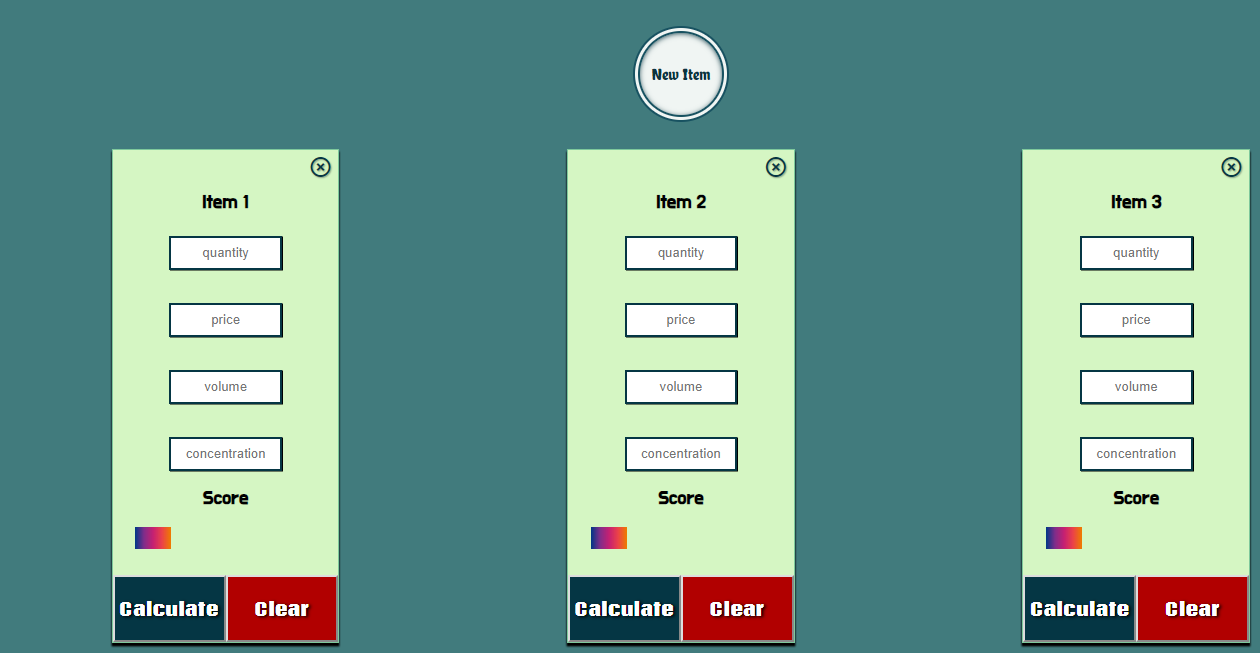 New Item
Item 1
quantity
price
volume
concentration
Score
Calculate Clear
Item 2
quantity
price
volume
concentration
Score
Calculate Clear
Item 3
quantity
price
volume
concentration
Score
Calculate Clear